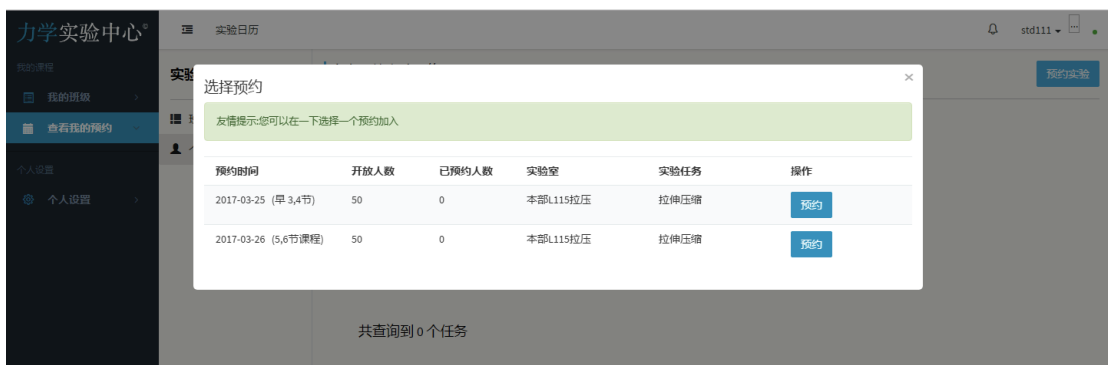 力学实验中心©
实验日历
std111
我的课程
我的班级
查看我的预约
个人设置
个人设置
实验
预约实验
选择预约
友情提示:您可以在一下选择一个预约加入
预约时间 开放人数 已预约人数 实验室 实验任务 操作
2017-03-25 (早 3,4节) 50 0 本部L115拉压 拉伸压缩 预约
2017-03-26 (5,6节课程) 50 0 本部L115拉压 拉伸压缩 预约
共查询到 0 个任务